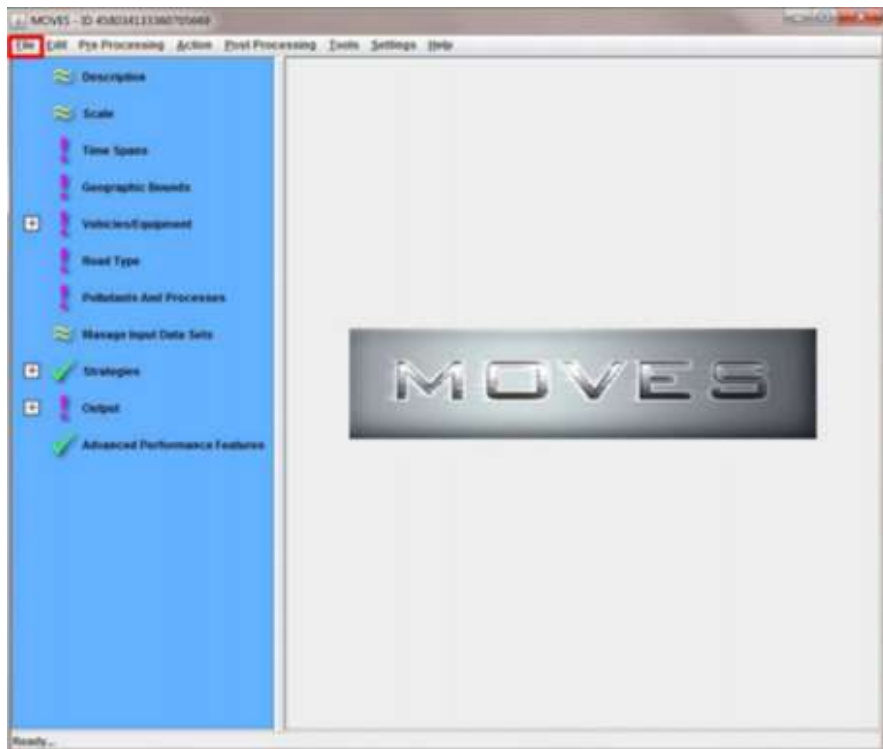 MOVES - ID
File Edit Pre Processing Action Post Processing Tools Settings Help
Description
Scale
Time Spans
Geographic Bounds
Vehicles/Equipment
Road Type
Pollutants And Processes
Manage Input Data Sets
Strategies
Output
Advanced Performance Features
MOVES
Ready...